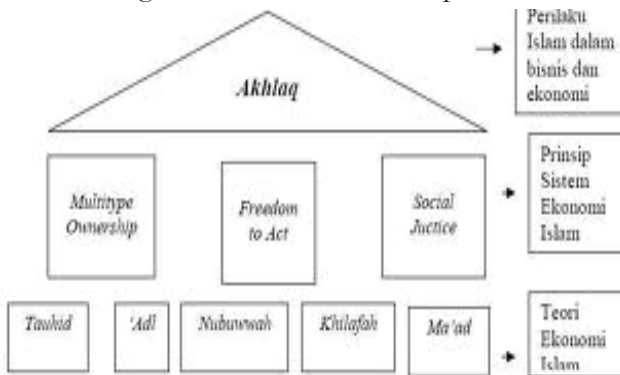 Akhlaq
Perilaku
Islam dalam
bisnis dan
ekonomi
Multitype
Ownership
Freedom
to Act
Social
Juctice
Prinsip
Sistem
Ekonomi
Islam
Tauhid
'Adl
Nubuwwah
Khilafah
Ma'ad
Teori
Ekonomi
Islam